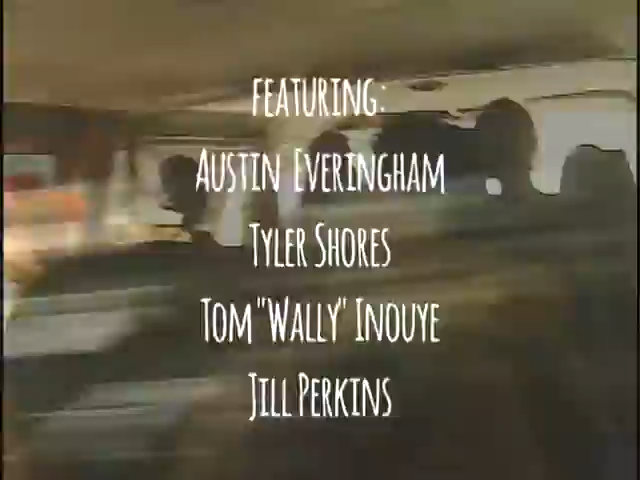 FEATURING:
AUSTIN EVERINGHAM
TYLER SHORES
TOM "WALLY" INOUYE
JILL PERKINS